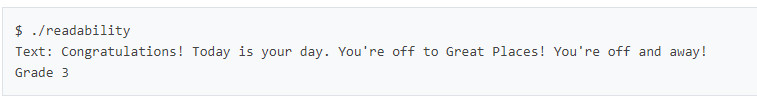 $ ./readability
Text: Congratulations! Today is your day. You're off to Great Places! You're off and away!
Grade 3